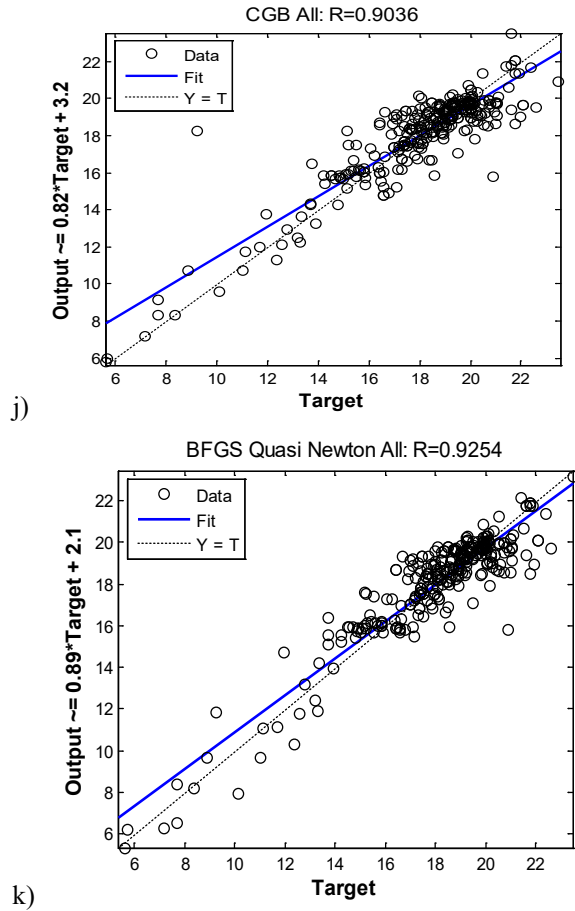 CGB All: R=0.9036
Data
Fit
Y = T
22
20
18
16
14
12
10
8
6
Output ~= 0.82*Target + 3.2
6 8 10 12 14 16 18 20 22
Target
j)
BFGS Quasi Newton All: R=0.9254
Data
Fit
Y = T
22
20
18
16
14
12
10
8
6
Output ~= 0.89*Target + 2.1
6 8 10 12 14 16 18 20 22
Target
k)